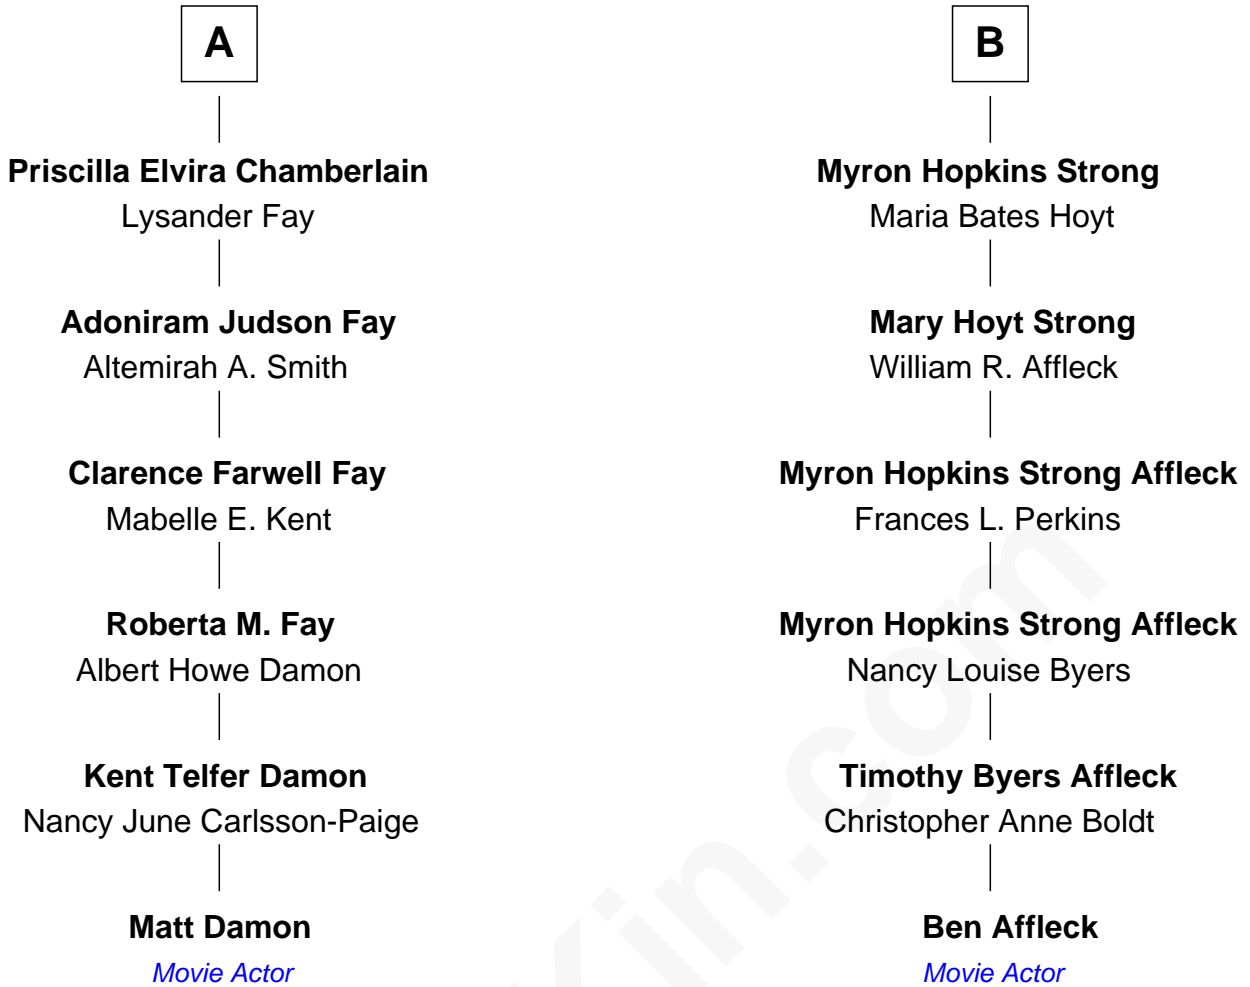 A
B
Priscilla Elvira Chamberlain
Lysander Fay
Myron Hopkins Strong
Maria Bates Hoyt
Adoniram Judson Fay
Altemirah A. Smith
Mary Hoyt Strong
William R. Affleck
Clarence Farwell Fay
Mabelle E. Kent
Myron Hopkins Strong Affleck
Frances L. Perkins
Roberta M. Fay
Albert Howe Damon
Myron Hopkins Strong Affleck
Nancy Louise Byers
Kent Telfer Damon
Nancy June Carlsson-Paige
Timothy Byers Affleck
Christopher Anne Boldt
Matt Damon
Movie Actor
Ben Affleck
Movie Actor
Kin.com